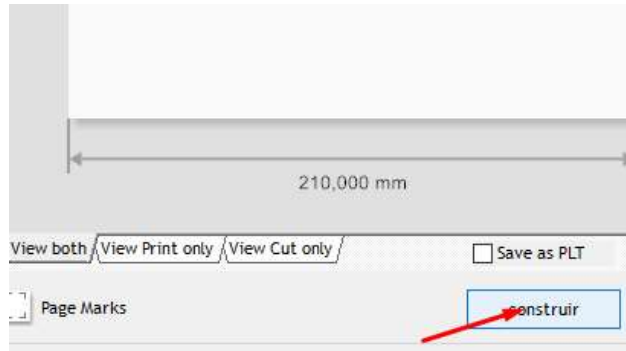 210,000 mm
View both View Print only View Cut only Save as PLT
Page Marks construir